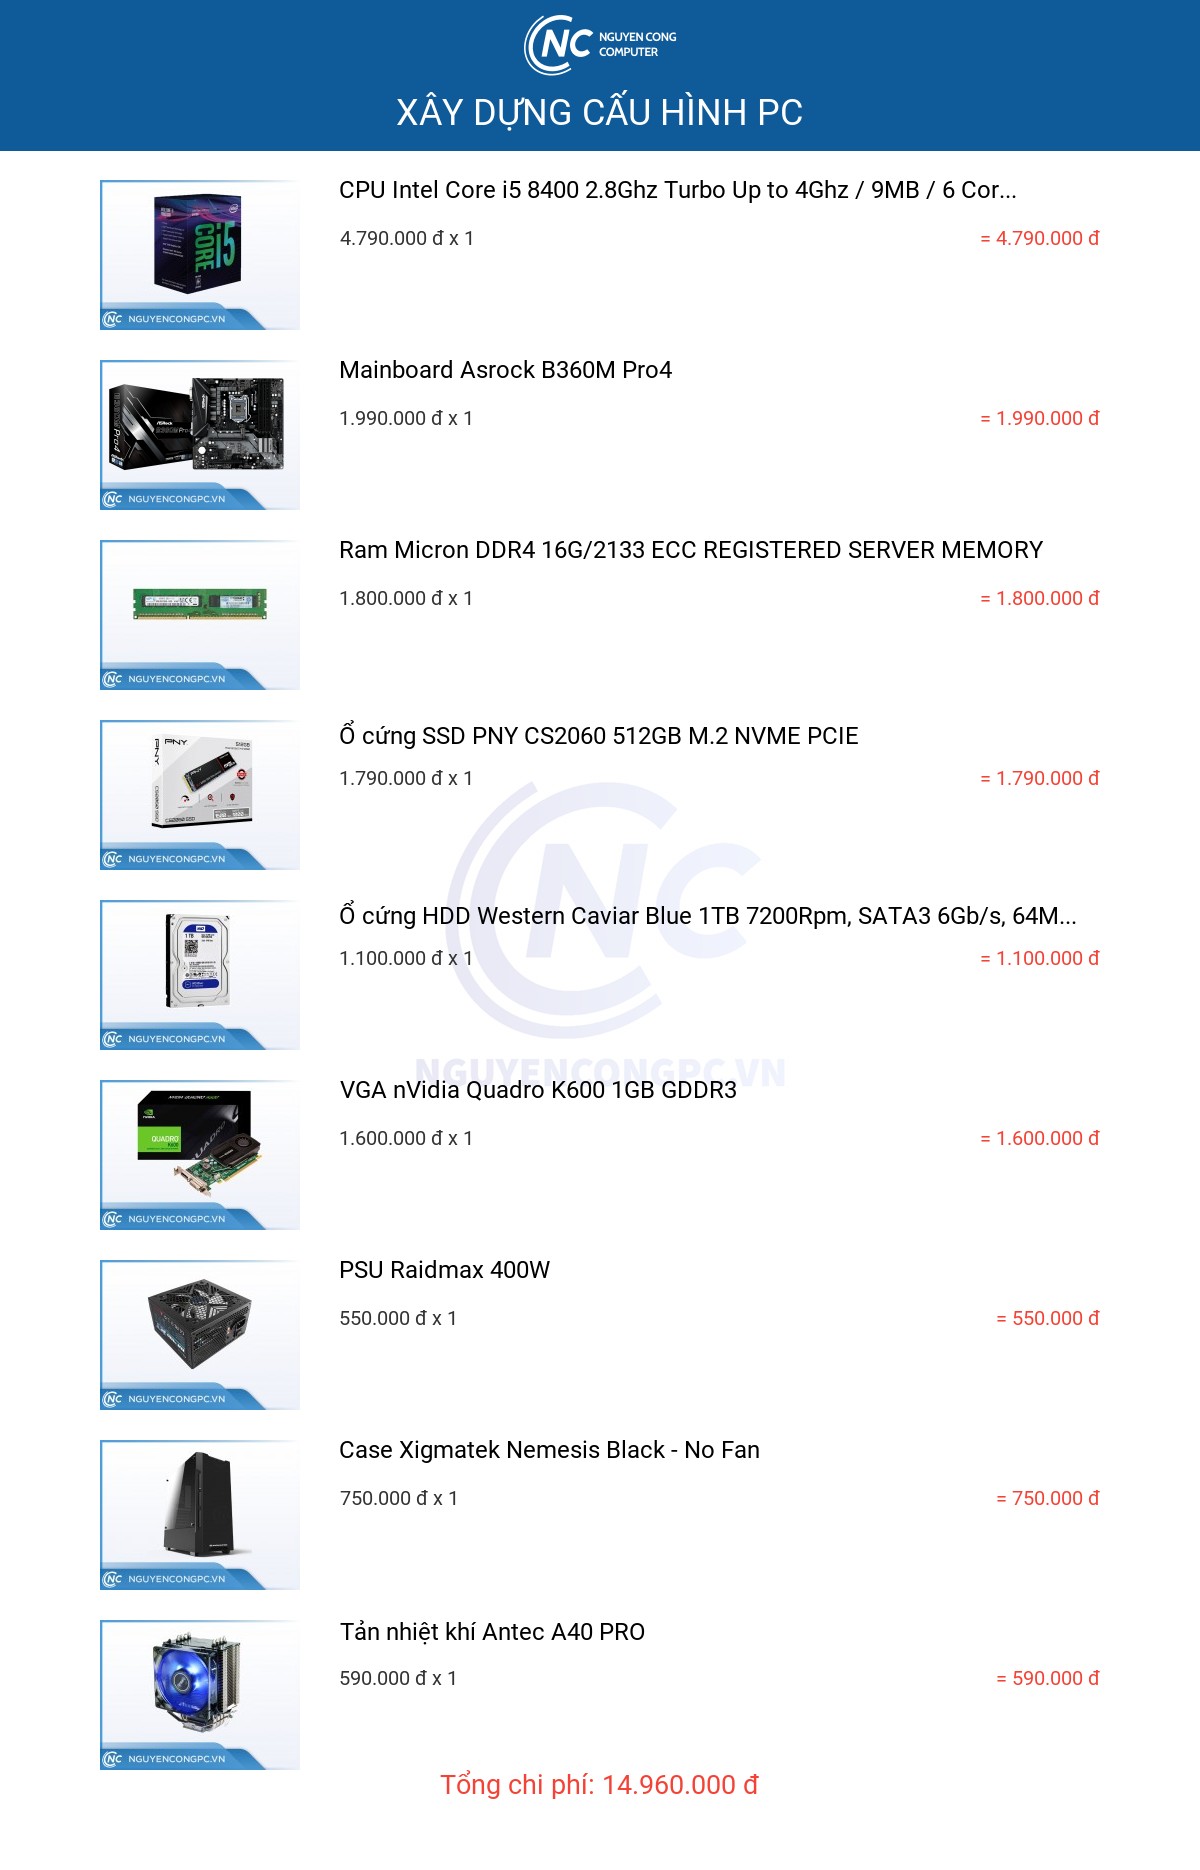 NC NGUYEN CONG
COMPUTER
XÂY DỰNG CẤU HÌNH PC
CPU Intel Core i5 8400 2.8Ghz Turbo Up to 4Ghz / 9MB / 6 Cor...
4.790.000 đ x 1 = 4.790.000 đ
CORE i5
NC NGUYENCONGPC.VN
Mainboard Asrock B360M Pro4
1.990.000 đ x 1 = 1.990.000 đ
NC NGUYENCONGPC.VN
Ram Micron DDR4 16G/2133 ECC REGISTERED SERVER MEMORY
1.800.000 đ x 1 = 1.800.000 đ
NC NGUYENCONGPC.VN
Ổ cứng SSD PNY CS2060 512GB M.2 NVME PCIE
1.790.000 đ x 1 = 1.790.000 đ
PNY
NC NGUYENCONGPC.VN
NC
Ổ cứng HDD Western Caviar Blue 1TB 7200Rpm, SATA3 6Gb/s, 64M...
1.100.000 đ x 1 = 1.100.000 đ
NC NGUYENCONGPC.VN
NGUYENCONGPC.VN
VGA nVidia Quadro K600 1GB GDDR3
1.600.000 đ x 1 = 1.600.000 đ
QUADRO
NC NGUYENCONGPC.VN
PSU Raidmax 400W
550.000 đ x 1 = 550.000 đ
NC NGUYENCONGPC.VN
Case Xigmatek Nemesis Black - No Fan
750.000 đ x 1 = 750.000 đ
NC NGUYENCONGPC.VN
Tản nhiệt khí Antec A40 PRO
590.000 đ x 1 = 590.000 đ
NC NGUYENCONGPC.VN
Tổng chi phí: 14.960.000 đ